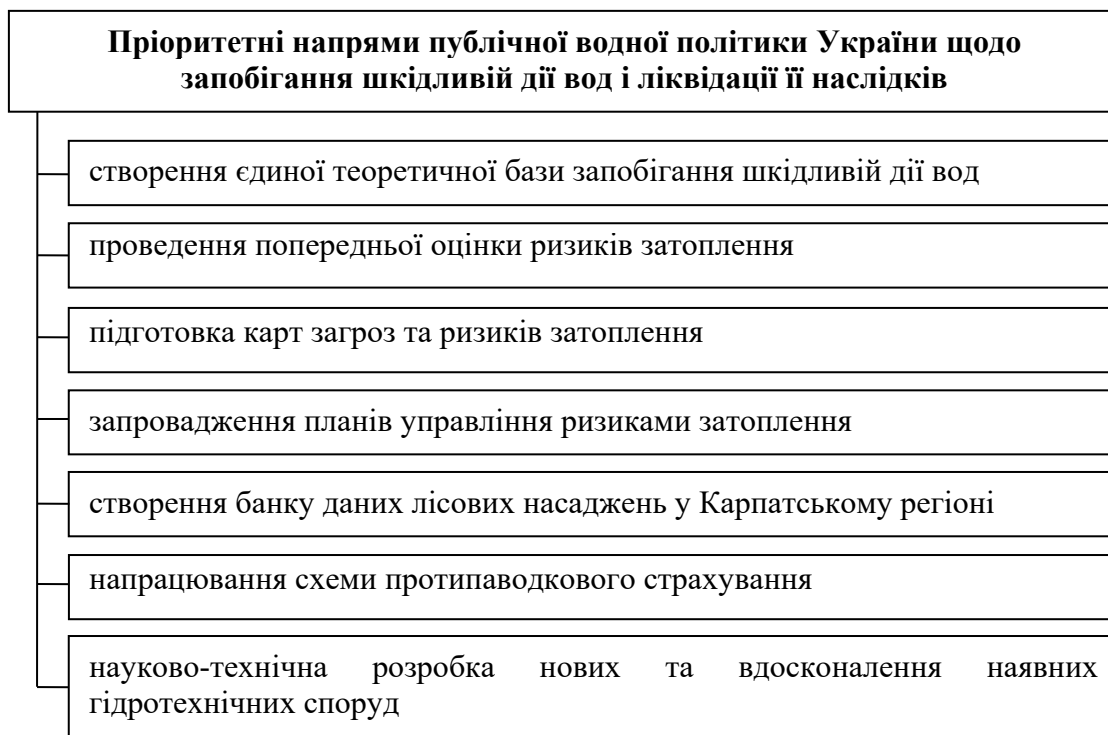 Пріоритетні напрями публічної водної політики України щодо
запобігання шкідливій дії вод і ліквідації її наслідків
створення єдиної теоретичної бази запобігання шкідливій дії вод
проведення попередньої оцінки ризиків затоплення
підготовка карт загроз та ризиків затоплення
запровадження планів управління ризиками затоплення
створення банку даних лісових насаджень у Карпатському регіоні
напрацювання схеми протипаводкового страхування
науково-технічна розробка нових та вдосконалення наявних
гідротехнічних споруд